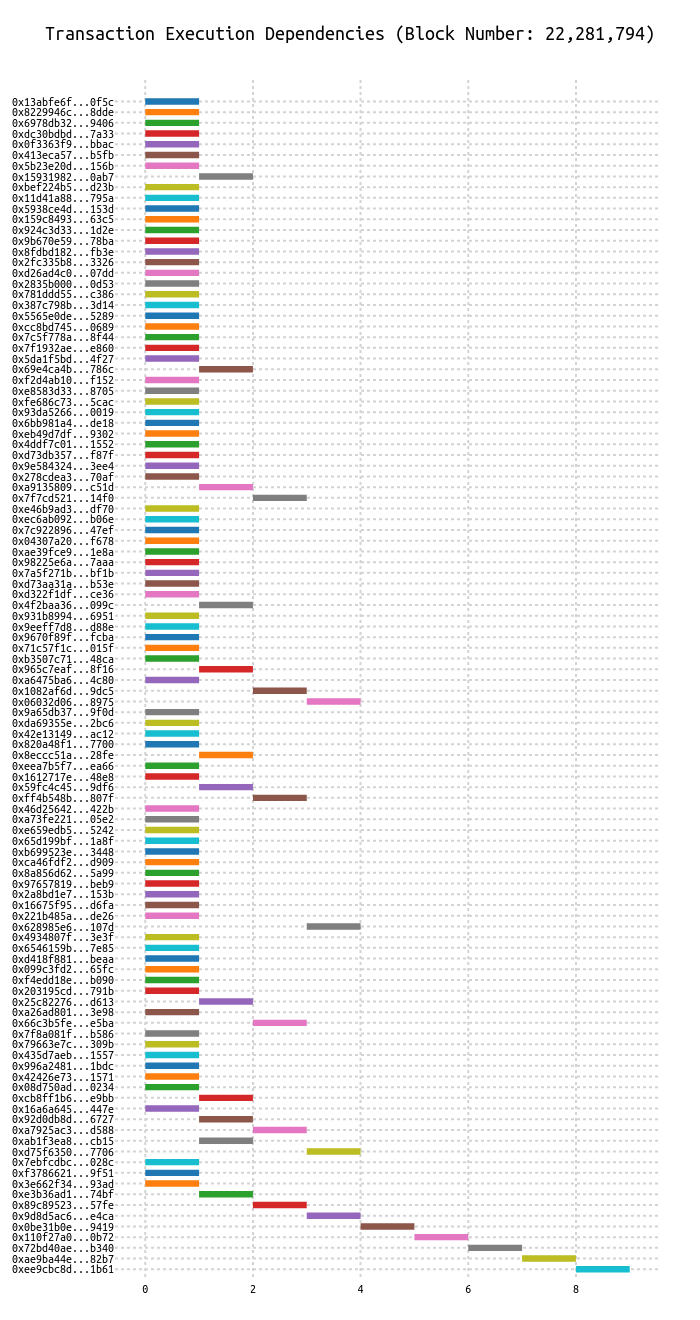 Transaction Execution Dependencies (Block Number: 22,281,794)
0x13abfe6f...0f5c
0x8229946c...8dde
0x6978db32...9406
0xdc30bdbd...7a33
0x0f3363f9...bbac
0x413eca57...b5fb
0x5b23e20d...156b
0x15931982...0ab7
0xbef224b5...d23b
0x11d41a88...795a
0x5938ce4d...153d
0x159c8493...63c5
0x924c3d33...1d2e
0x9b670e59...78ba
0x8fdbd182...fb3e
0x2fc335b8...3326
0xd26ad4c0...07dd
0x2835b000...0d53
0x781ddd55...c386
0x387c798b...3d14
0x5565e0de...5289
0xcc8bd745...0689
0x7c5f778a...8f44
0x7f1932ae...e860
0x5da1f5bd...4f27
0x69e4ca4b...786c
0xf2d4ab10...f152
0xe8583d33...8705
0xfe686c73...5cac
0x93da5266...0019
0x6bb981a4...de18
0xeb49d7df...9302
0x4ddf7c01...1552
0xd73db357...f87f
0x9e584324...3ee4
0x278cdea3...70af
0xa9135809...c51d
0x7f7cd521...14f0
0xe46b9ad3...df70
0xec6ab092...b06e
0x7c922896...47ef
0x04307a20...f678
0xae39fce9...1e8a
0x98225e6a...7aaa
0x7a5f271b...bf1b
0xd73aa31a...b53e
0xd322f1df...ce36
0x4f2baa36...099c
0x931b8994...6951
0x9eeff7d8...d88e
0x9670f89f...fcba
0x71c57f1c...015f
0xb3507c71...48ca
0x965c7eaf...8f16
0xa6475ba6...4c80
0x1082af6d...9dc5
0x06032d06...8975
0x9a65db37...9f0d
0xda69355e...2bc6
0x42e13149...ac12
0x820a48f1...7700
0x8eccc51a...28fe
0xeea7b5f7...ea66
0x1612717e...48e8
0x59fc4c45...9df6
0xff4b548b...807f
0x46d25642...422b
0xa73fe221...05e2
0xe659edb5...5242
0x65d199bf...1a8f
0xb699523e...3448
0xca46fdf2...d909
0x8a856d62...5a99
0x97657819...beb9
0x2a8bd1e7...153b
0x16675f95...d6fa
0x221b485a...de26
0x628985e6...107d
0x4934807f...3e3f
0x6546159b...7e85
0xd418f881...beaa
0x099c3fd2...65fc
0xf4edd18e...b090
0x203195cd...791b
0x25c82276...d613
0xa26ad801...3e98
0x66c3b5fe...e5ba
0x7f8a081f...b586
0x79663e7c...309b
0x435d7aeb...1557
0x996a2481...1bdc
0x42426e73...1571
0x08d750ad...0234
0xcb8ff1b6...e9bb
0x16a6a645...447e
0x92d0db8d...6727
0xa7925ac3...d588
0xab1f3ea8...cb15
0xd75f6350...7706
0x7ebfcdbc...028c
0xf3786621...9f51
0x3e662f34...93ad
0xe3b36ad1...74bf
0x89c89523...57fe
0x9d8d5ac6...e4ca
0x0be31b0e...9419
0x110f27a0...0b72
0x72bd40ae...b340
0xae9ba44e...82b7
0xee9cbc8d...1b61
0 2 4 6 8